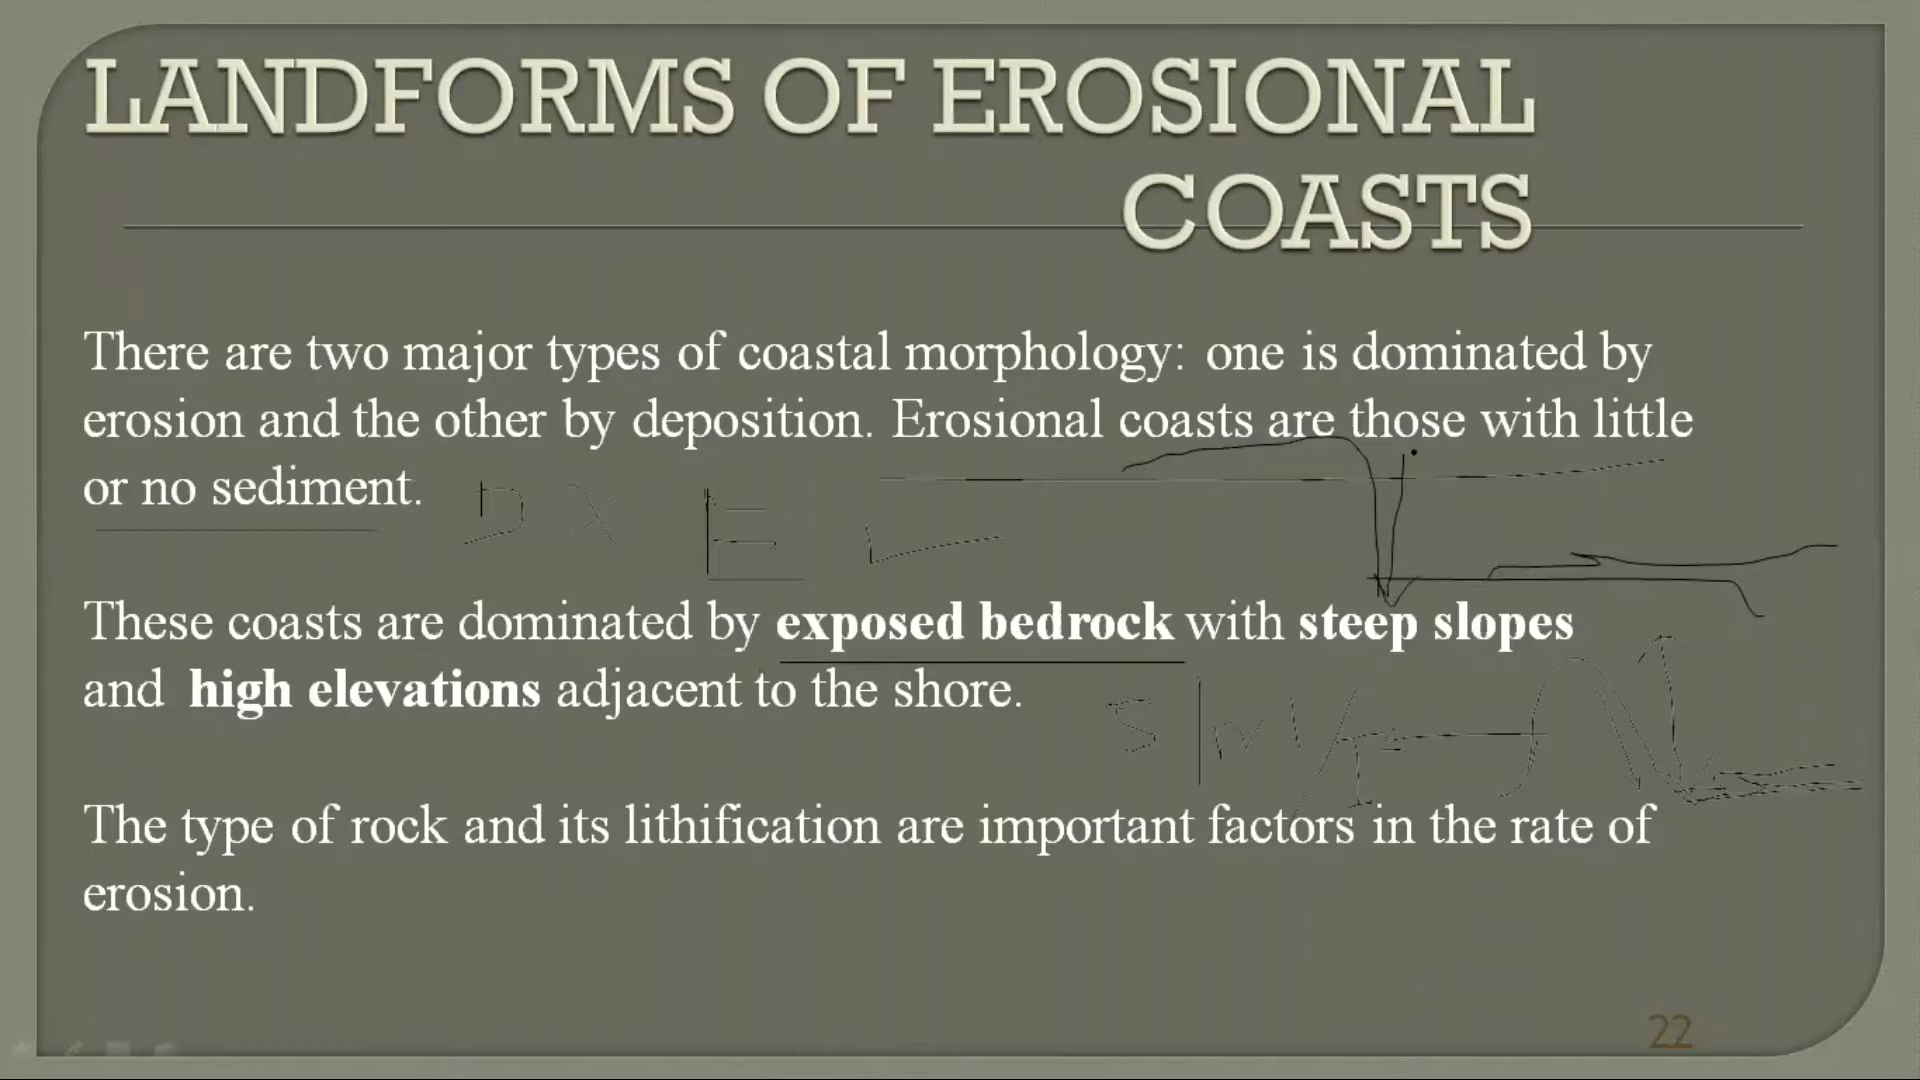 LANDFORMS OF EROSIONAL
COASTS
There are two major types of coastal morphology: one is dominated by
erosion and the other by deposition. Erosional coasts are those with little
or no sediment.
These coasts are dominated by exposed bedrock with steep slopes
and high elevations adjacent to the shore.
The type of rock and its lithification are important factors in the rate of
erosion.
22